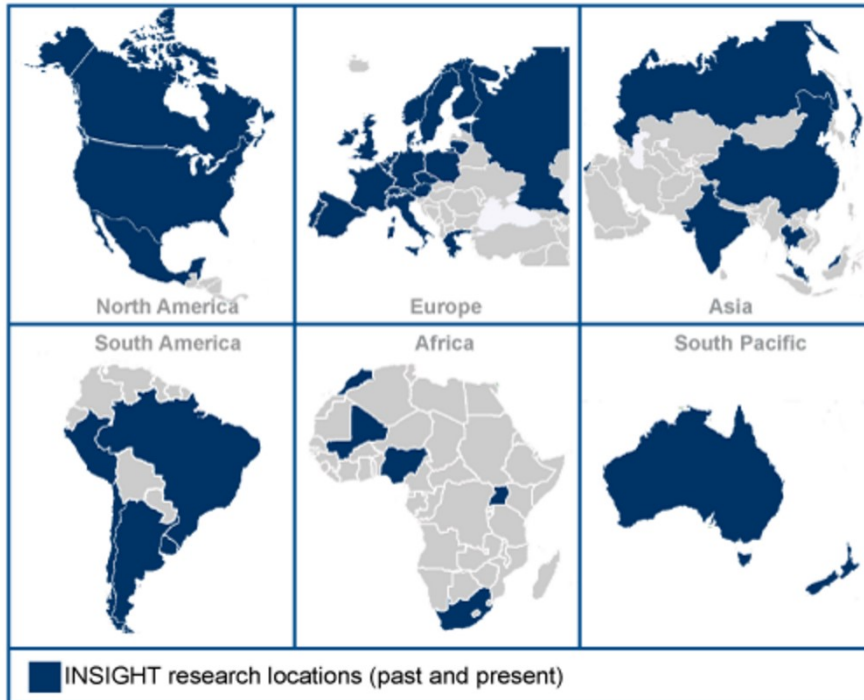 North America
Europe
Asia
South America
Africa
South Pacific
INSIGHT research locations (past and present)